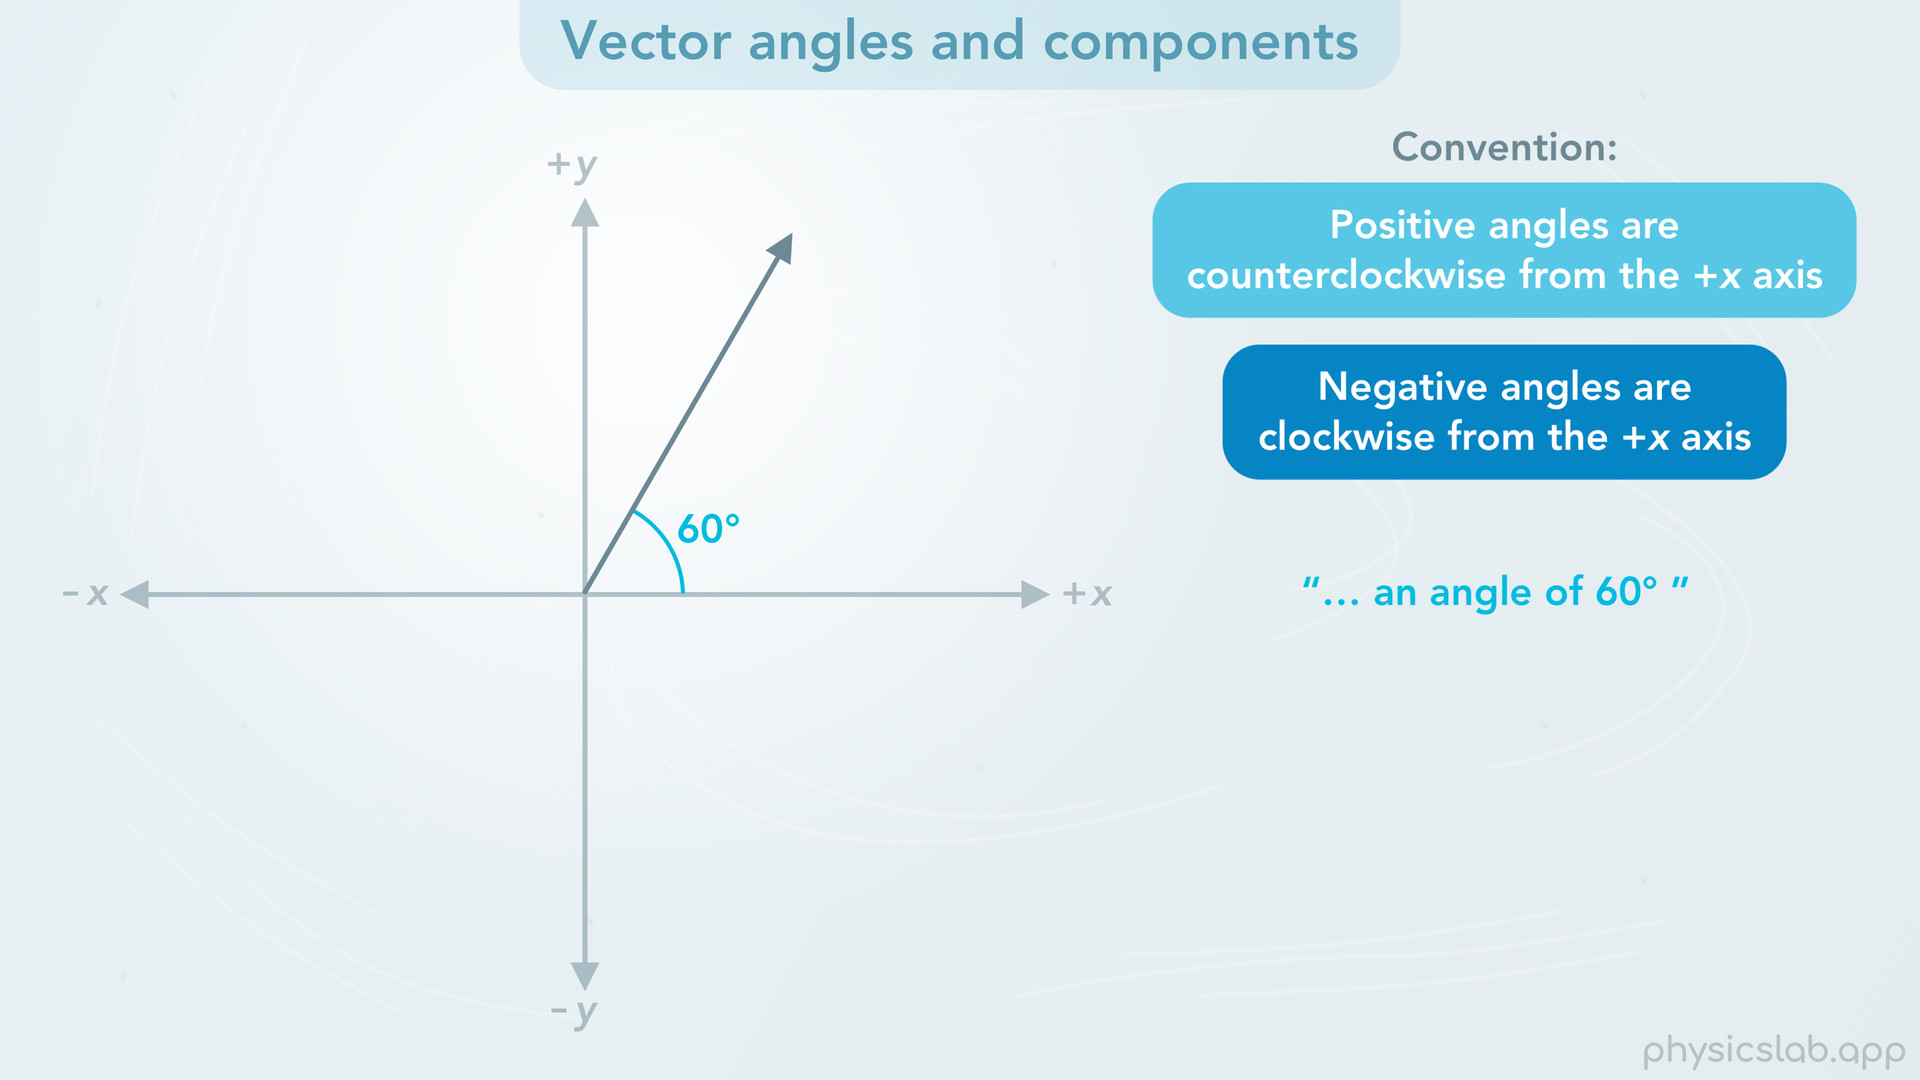 Vector angles and components
Convention:
Positive angles are
counterclockwise from the +x axis
Negative angles are
clockwise from the +x axis
+y
60°
-x
+x
"... an angle of 60° "
-y
physicslab.app